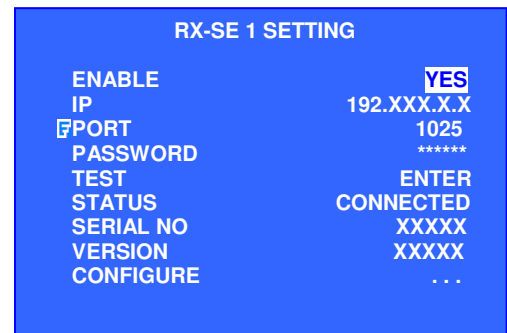 RX-SE 1 SETTING
ENABLE YES
IP 192.XXX.X.X
FPORT 1025
PASSWORD ******
TEST ENTER
STATUS CONNECTED
SERIAL NO XXXXX
VERSION XXXXX
CONFIGURE ...